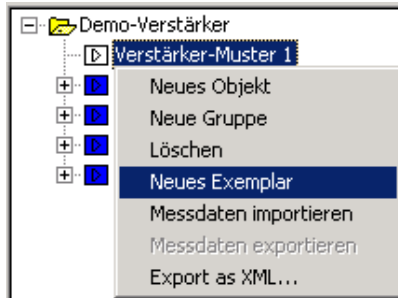 Demo-Verstärker
Verstärker-Muster 1
Neues Objekt
Neue Gruppe
Löschen
Neues Exemplar
Messdaten importieren
Messdaten exportieren
Export as XML...